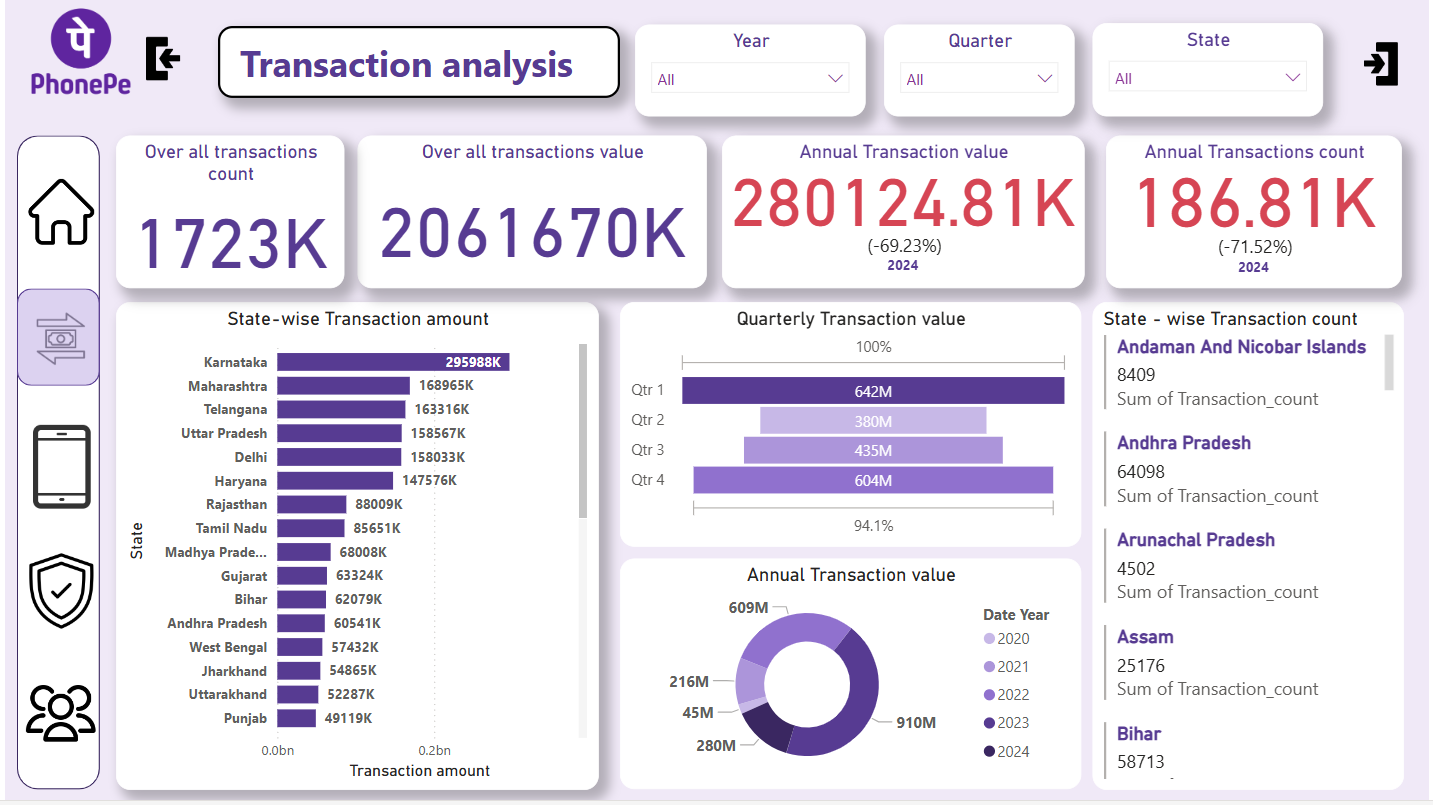 पे
PhonePe
Transaction analysis
Year
All
Quarter
All
State
All
Over all transactions
count
1723K
Over all transactions value
2061670K
Annual Transaction value
280124.81K
(-69.23%)
2024
Annual Transactions count
186.81K
(-71.52%)
2024
State-wise Transaction amount
State
Karnataka 295988K
Maharashtra 168965K
Telangana 163316K
Uttar Pradesh 158567K
Delhi 158033K
Haryana 147576K
Rajasthan 88009K
Tamil Nadu 85651K
Madhya Prade... 68008K
Gujarat 63324K
Bihar 62079K
Andhra Pradesh 60541K
West Bengal 57432K
Jharkhand 54865K
Uttarakhand 52287K
Punjab 49119K
0.0bn 0.2bn
Transaction amount
Quarterly Transaction value
100%
Qtr 1 642M
Qtr 2 380M
Qtr 3 435M
Qtr 4 604M
94.1%
Annual Transaction value
609M
216M
45M
280M
910M
Date Year
2020
2021
2022
2023
2024
State - wise Transaction count
Andaman And Nicobar Islands
8409
Sum of Transaction_count
Andhra Pradesh
64098
Sum of Transaction_count
Arunachal Pradesh
4502
Sum of Transaction_count
Assam
25176
Sum of Transaction_count
Bihar
58713